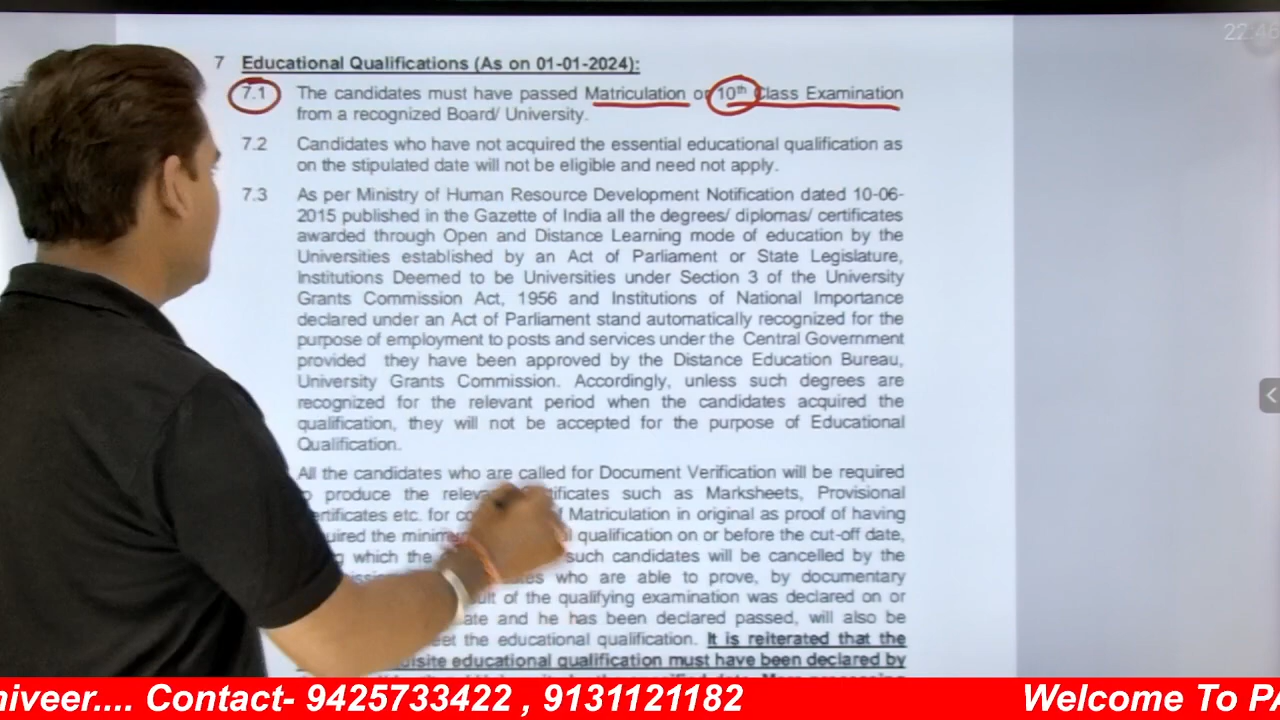 22:46
7 Educational Qualifications (As on 01-01-2024):
7.1 The candidates must have passed Matriculation or 10th Class Examination
from a recognized Board/ University.
7.2 Candidates who have not acquired the essential educational qualification as
on the stipulated date will not be eligible and need not apply.
7.3 As per Ministry of Human Resource Development Notification dated 10-06-
2015 published in the Gazette of India all the degrees/ diplomas/ certificates
awarded through Open and Distance Learning mode of education by the
Universities established by an Act of Parliament or State Legislature,
Institutions Deemed to be Universities under Section 3 of the University
Grants Commission Act, 1956 and Institutions of National Importance
declared under an Act of Parliament stand automatically recognized for the
purpose of employment to posts and services under the Central Government
provided they have been approved by the Distance Education Bureau,
University Grants Commission. Accordingly, unless such degrees are
recognized for the relevant period when the candidates acquired the
qualification, they will not be accepted for the purpose of Educational
Qualification.
All the candidates who are called for Document Verification will be required
produce the tificates such as Marksheets, Provisional
ertificates etc. for Matriculation in original as proof of having
uired the qualification on or before the cut-off date,
which the such candidates will be cancelled by the
who are able to prove, by documentary
of the qualifying examination was declared on or
ate and he has been declared passed, will also be
eet the educational qualification. It is reiterated that the
uisite educational qualification must have been declared by
niveer.... Contact- 9425733422 , 9131121182 Welcome To PA